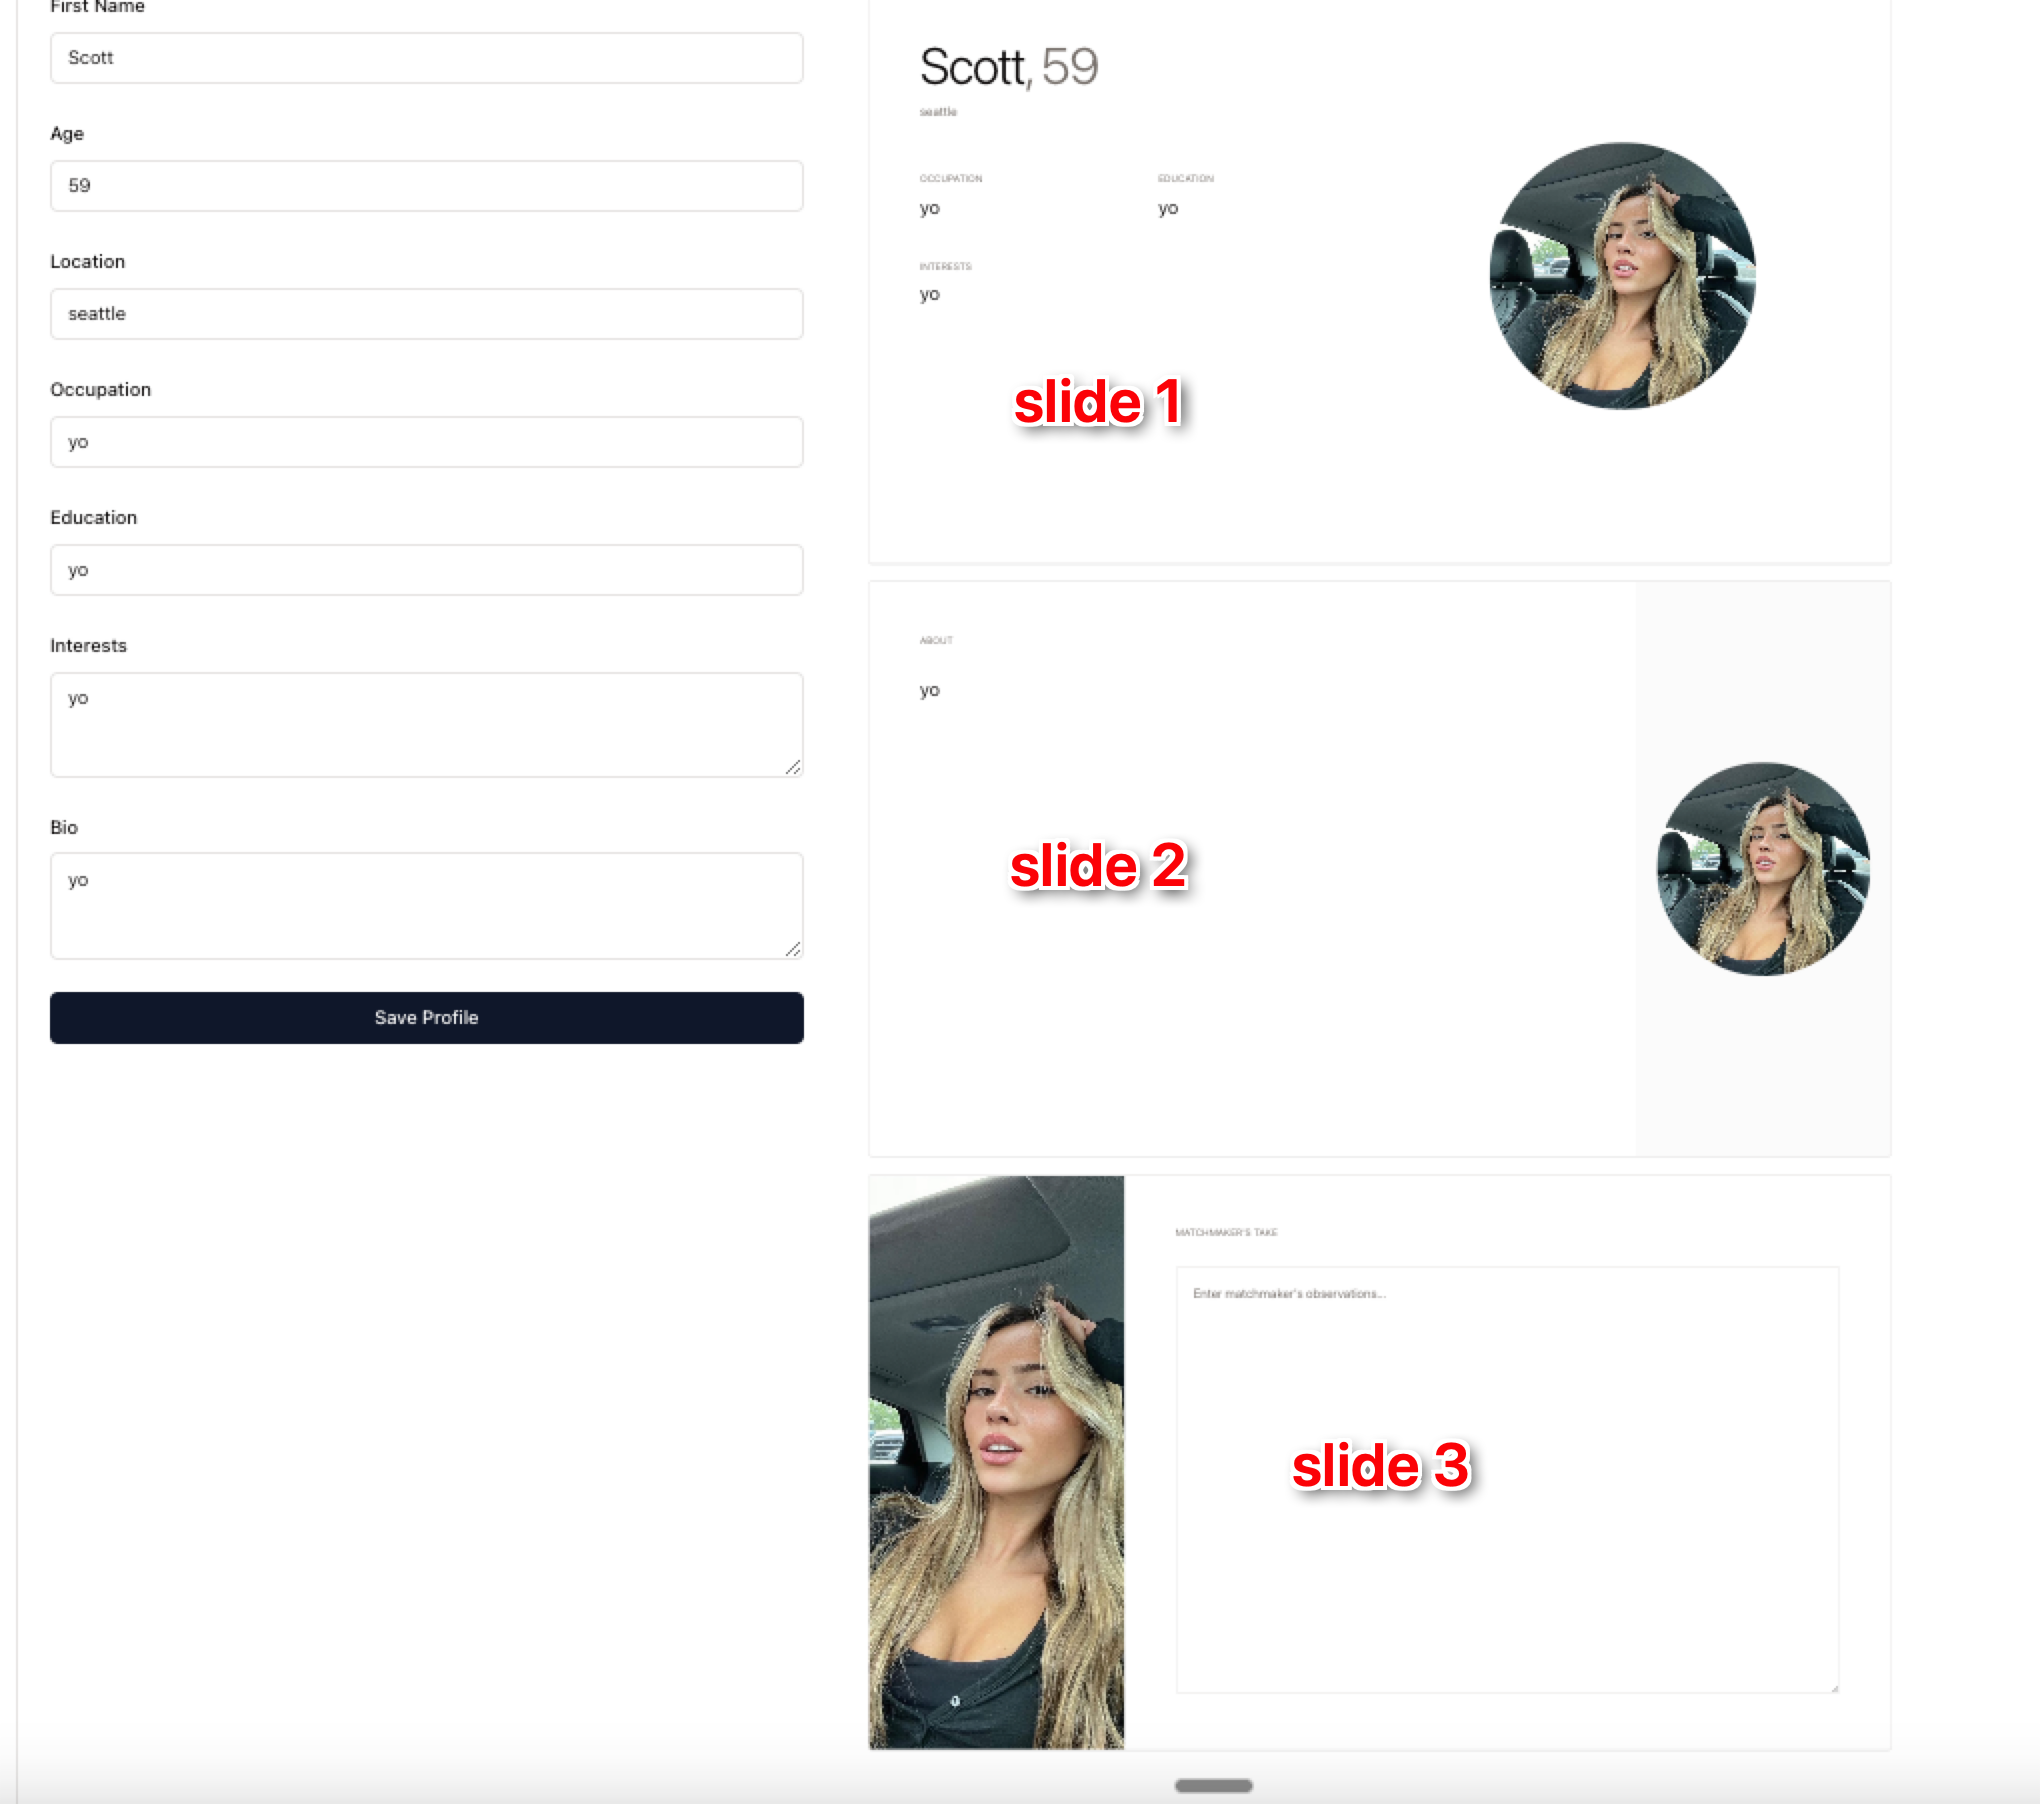 First Name
Scott
Age
59
Location
seattle
Occupation
yo
Education
yo
Interests
yo
Bio
yo
Save Profile
Scott, 59
seattle
OCCUPATION
yo
EDUCATION
yo
INTERESTS
yo
slide 1
ABOUT
yo
slide 2
MATCHMAKER'S TAKE
Enter matchmaker's observations...
slide 3